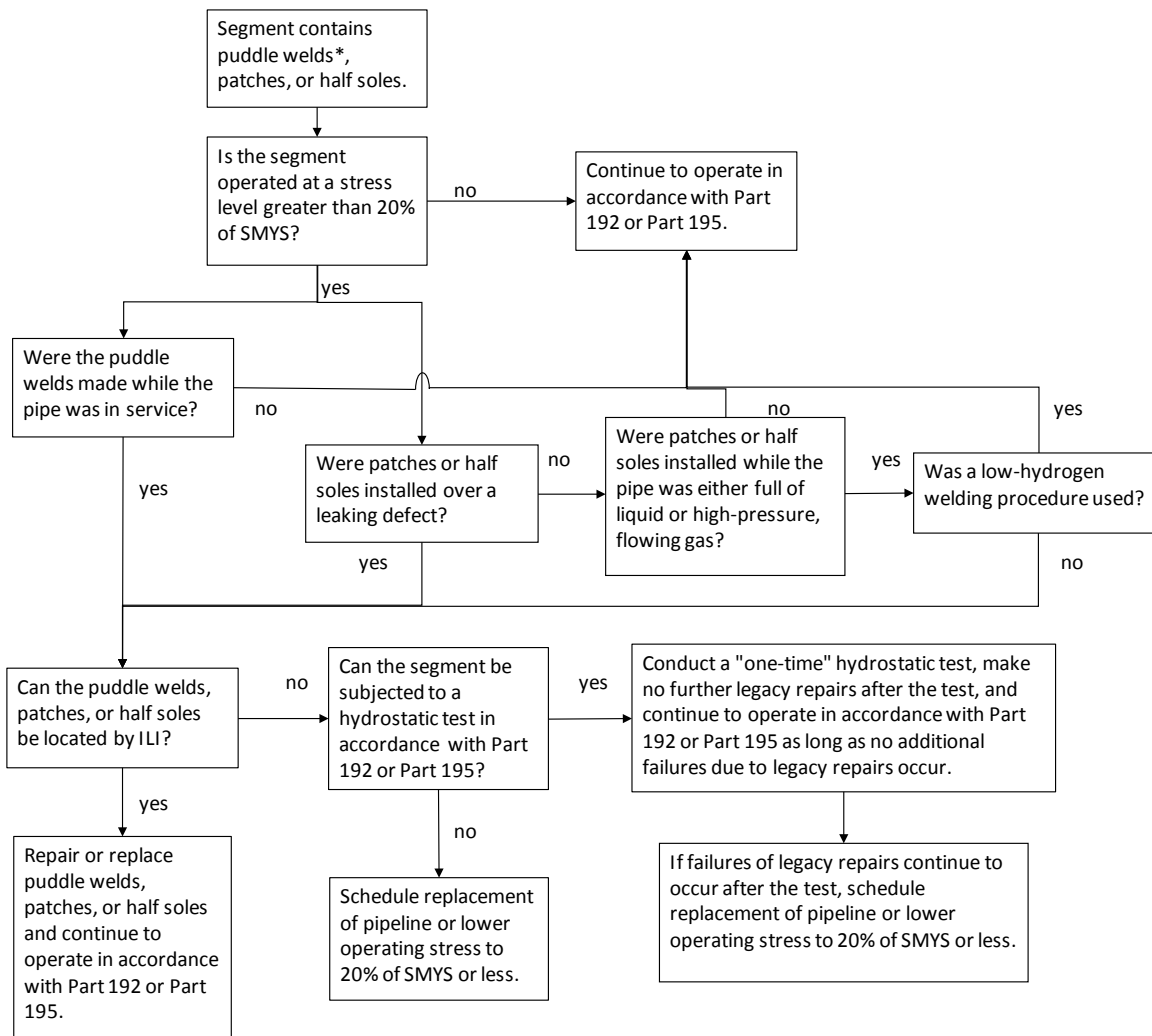 Segment contains
puddle welds*,
patches, or half soles.
Is the segment
operated at a stress
level greater than 20%
of SMYS?
no
Continue to operate in
accordance with Part
192 or Part 195.
yes
Were the puddle
welds made while the
pipe was in service?
no
yes
Were patches or half
soles installed over a
leaking defect?
no
yes
Were patches or half
soles installed while the
pipe was either full of
liquid or high-pressure,
flowing gas?
no
yes
Was a low-hydrogen
welding procedure used?
yes
no
Can the puddle welds,
patches, or half soles
be located by ILI?
no
yes
Can the segment be
subjected to a
hydrostatic test in
accordance with Part
192 or Part 195?
yes
no
Conduct a "one-time" hydrostatic test, make
no further legacy repairs after the test, and
continue to operate in accordance with Part
192 or Part 195 as long as no additional
failures due to legacy repairs occur.
Repair or replace
puddle welds,
patches, or half soles
and continue to
operate in accordance
with Part 192 or Part
195.
Schedule replacement
of pipeline or lower
operating stress to
20% of SMYS or less.
If failures of legacy repairs continue to
occur after the test, schedule
replacement of pipeline or lower
operating stress to 20% of SMYS or less.